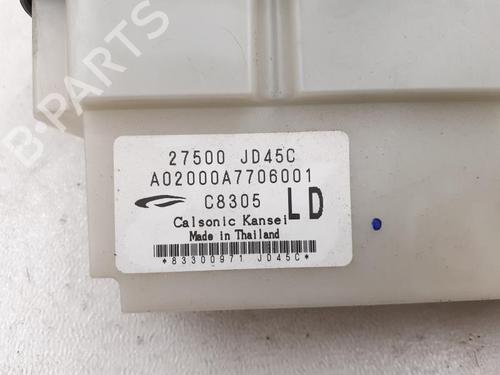 27500 JD45C
A02000A7706001
C8305 LD
Calsonic Kansei
Made in Thailand
*83300971 JD45C*
B-PARTS